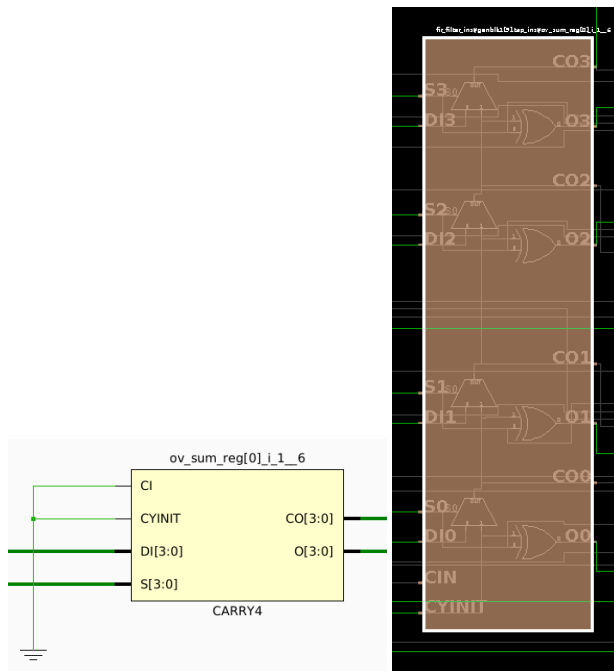 ov_sum_reg[0]_i_1__6
CI
CYINIT
DI[3:0]
S[3:0]
CO[3:0]
O[3:0]
CARRY4
CO3
S3
DI3
O3
CO2
S2
DI2
O2
CO1
S1
DI1
O1
CO0
S0
DI0
O0
CIN
CYINIT